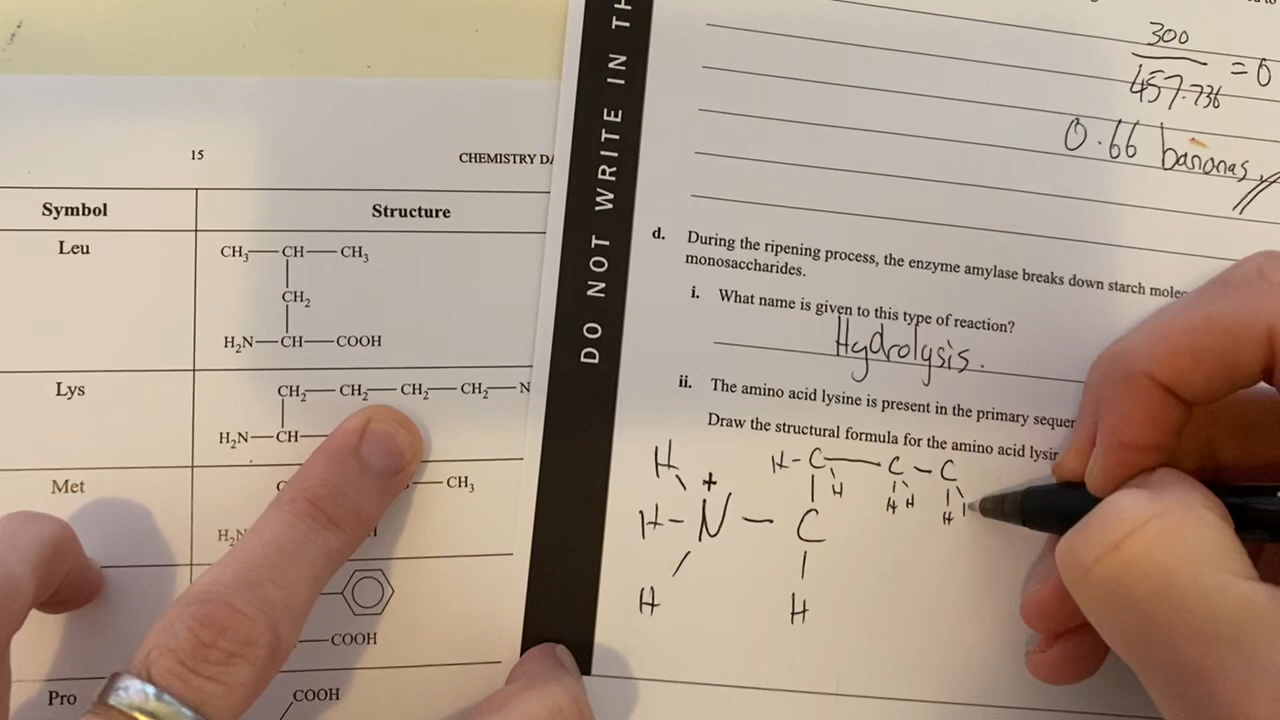 15
CHEMISTRY DA
Symbol
Structure
Leu
CH3—CH—CH3
CH2
H2N—CH—COOH
Lys
CH2—CH2—CH2—CH2—N
H2N—CH—
Met
—CH3
H2N
—COOH
Pro
COOH
DO NOT WRITE IN TH
300
457.736
= 0
0.66 bananas,
d. During the ripening process, the enzyme amylase breaks down starch molec
monosaccharides.
i. What name is given to this type of reaction?
Hydrolysis.
ii. The amino acid lysine is present in the primary sequen
Draw the structural formula for the amino acid lysin
H H-C—C-C
+ H H H H
H-N-C
H H